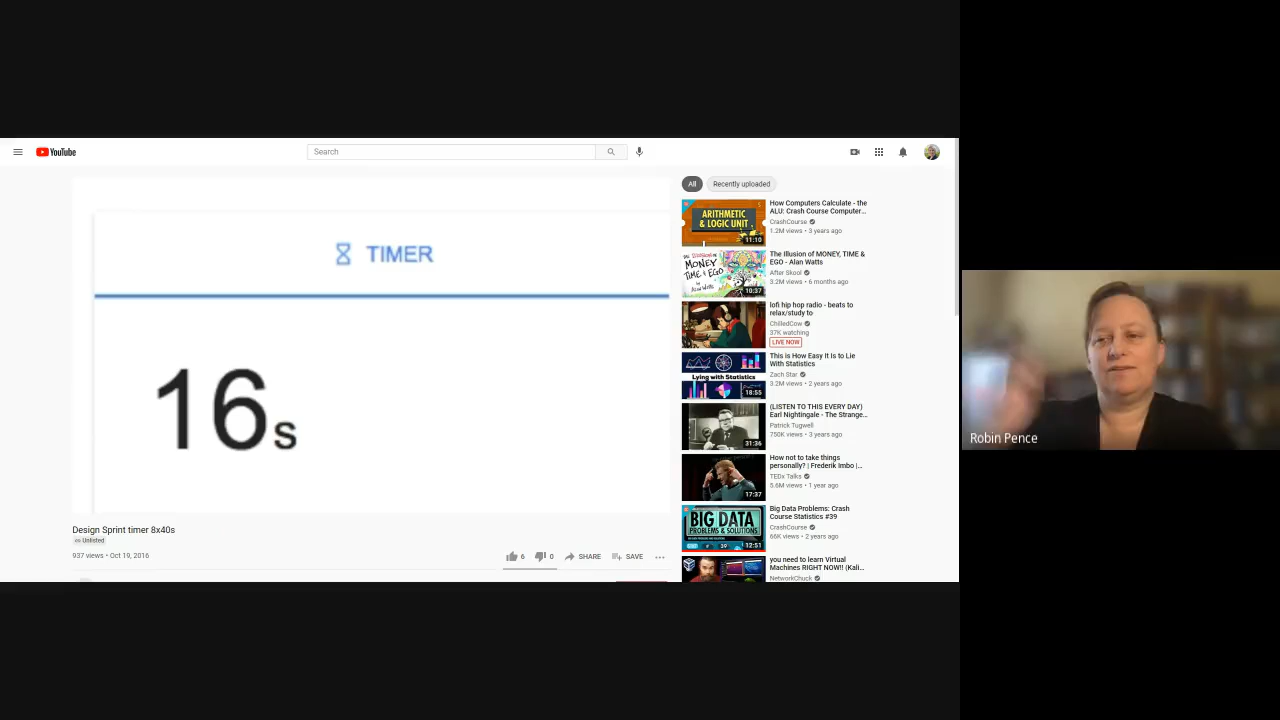 YouTube
Search
TIMER
16s
Design Sprint timer 8x40s
Unlisted
937 views • Oct 19, 2016
6
0
SHARE
SAVE
All
Recently uploaded
ARITHMETIC
& LOGIC UNIT
11:10
How Computers Calculate - the
ALU: Crash Course Computer...
CrashCourse
1.2M views • 3 years ago
MONEY
TIME & EGO
10:37
The Illusion of MONEY, TIME &
EGO - Alan Watts
After Skool
3.2M views • 6 months ago
lofi hip hop radio - beats to
relax/study to
ChilledCow
37K watching
LIVE NOW
Lying with Statistics
18:55
This is How Easy It Is to Lie
With Statistics
Zach Star
3.2M views • 2 years ago
31:36
(LISTEN TO THIS EVERY DAY)
Earl Nightingale - The Strange...
Patrick Tugwell
750K views • 3 years ago
17:37
How not to take things
personally? | Frederik Imbo |...
TEDx Talks
5.6M views • 1 year ago
BIG DATA
PROBLEMS & SOLUTIONS
12:51
Big Data Problems: Crash
Course Statistics #39
CrashCourse
66K views • 2 years ago
you need to learn Virtual
Machines RIGHT NOW!! (Kali...
NetworkChuck
Robin Pence